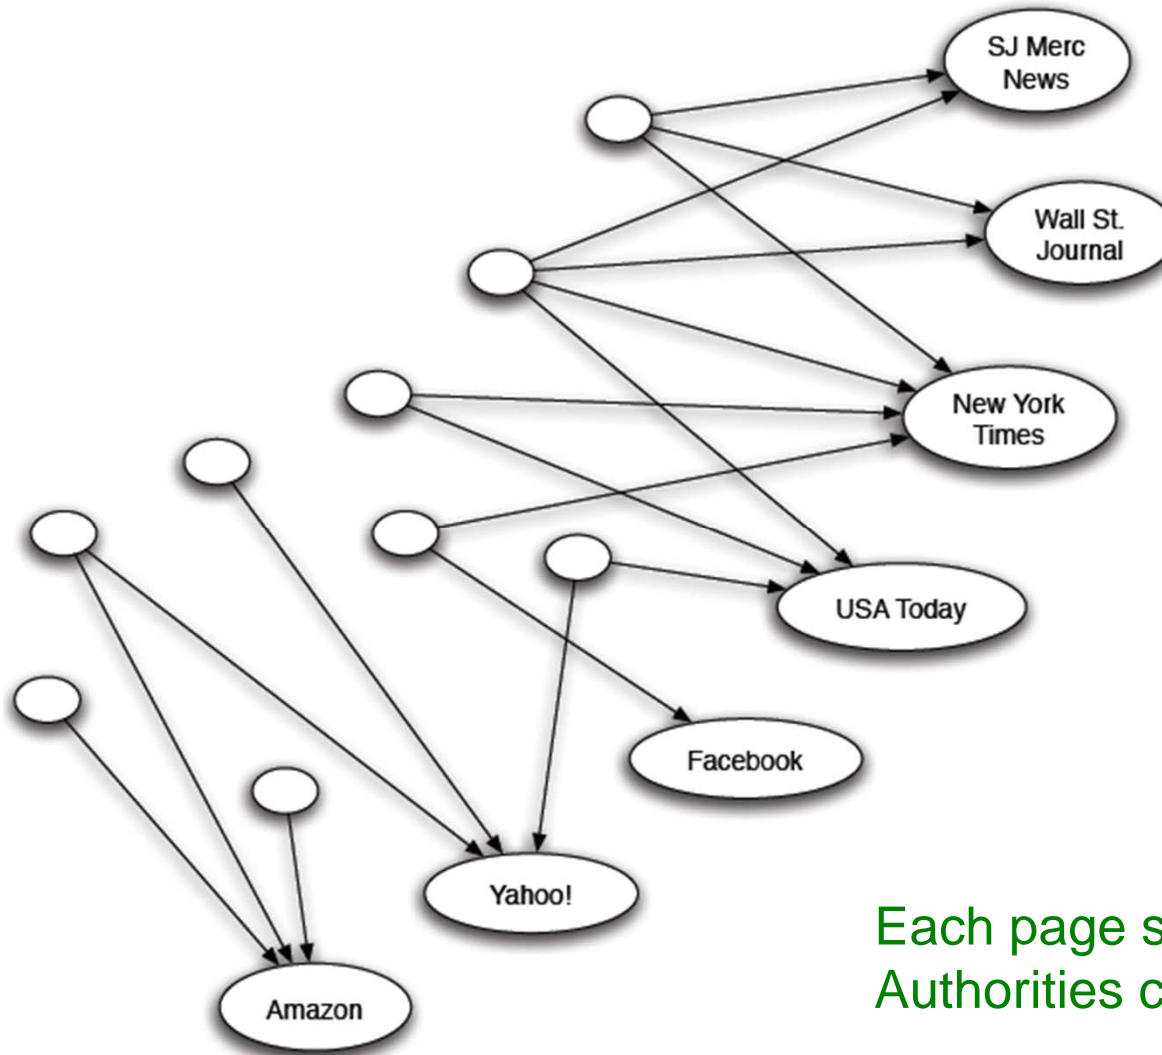 SJ Merc
News
Wall St.
Journal
New York
Times
USA Today
Facebook
Yahoo!
Amazon
Each page s
Authorities c